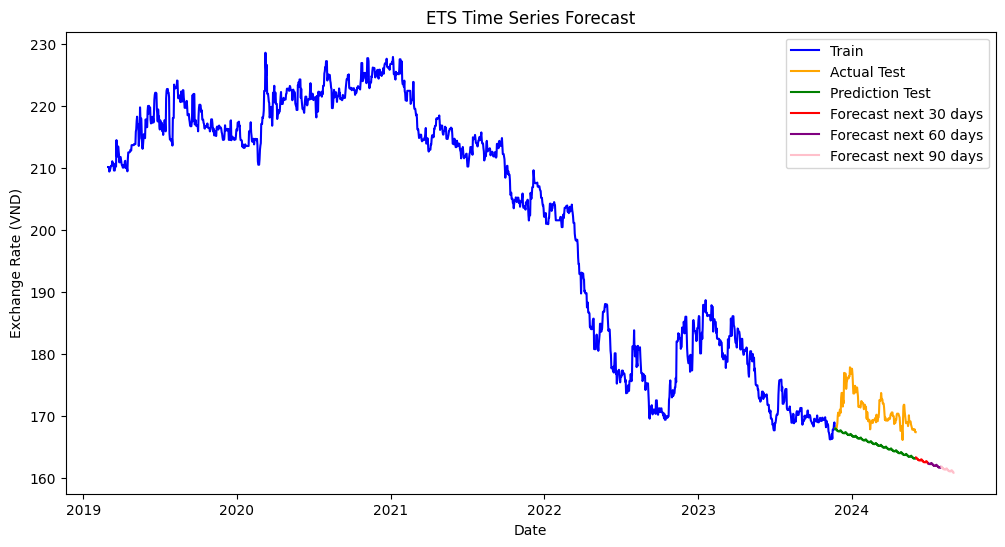 ETS Time Series Forecast
Exchange Rate (VND)
230
220
210
200
190
180
170
160
2019
2020
2021
2022
2023
2024
Date
Train
Actual Test
Prediction Test
Forecast next 30 days
Forecast next 60 days
Forecast next 90 days